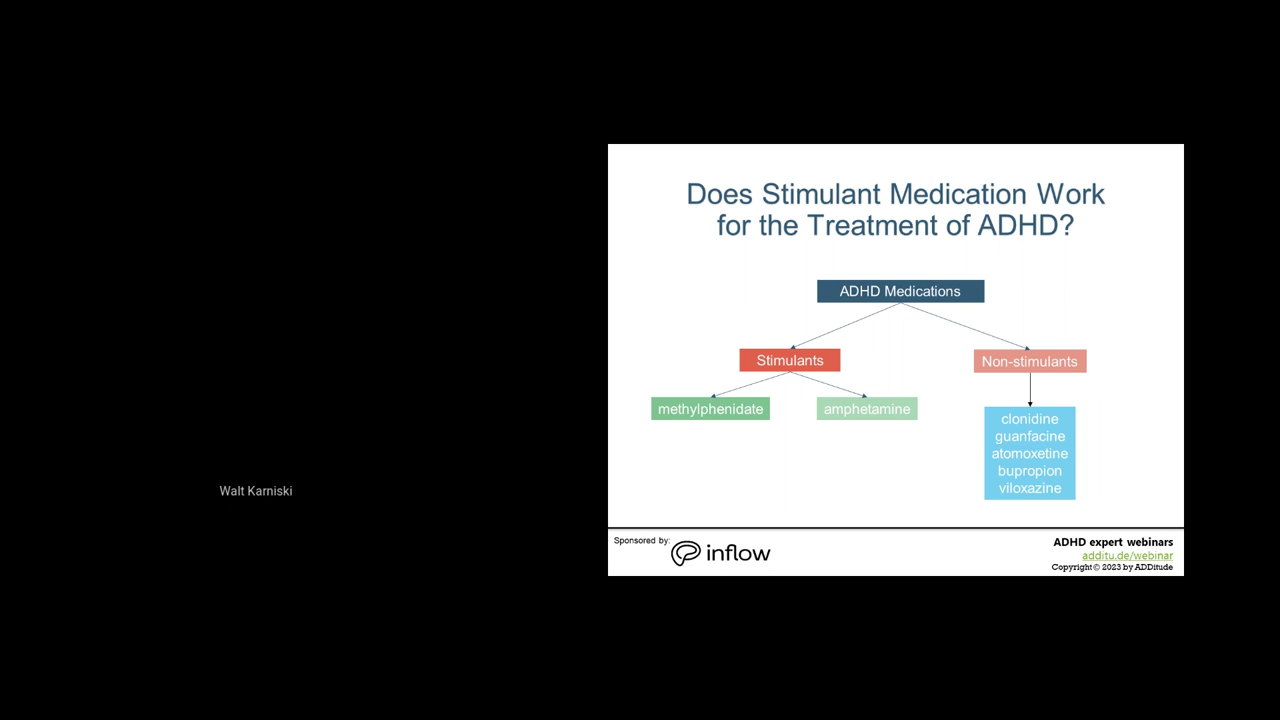 Does Stimulant Medication Work
for the Treatment of ADHD?
ADHD Medications
Stimulants
Non-stimulants
methylphenidate
amphetamine
clonidine
guanfacine
atomoxetine
bupropion
viloxazine
Walt Karniski
Sponsored by:
inflow
ADHD expert webinars
additu.de/webinar
Copyright © 2023 by ADDitude